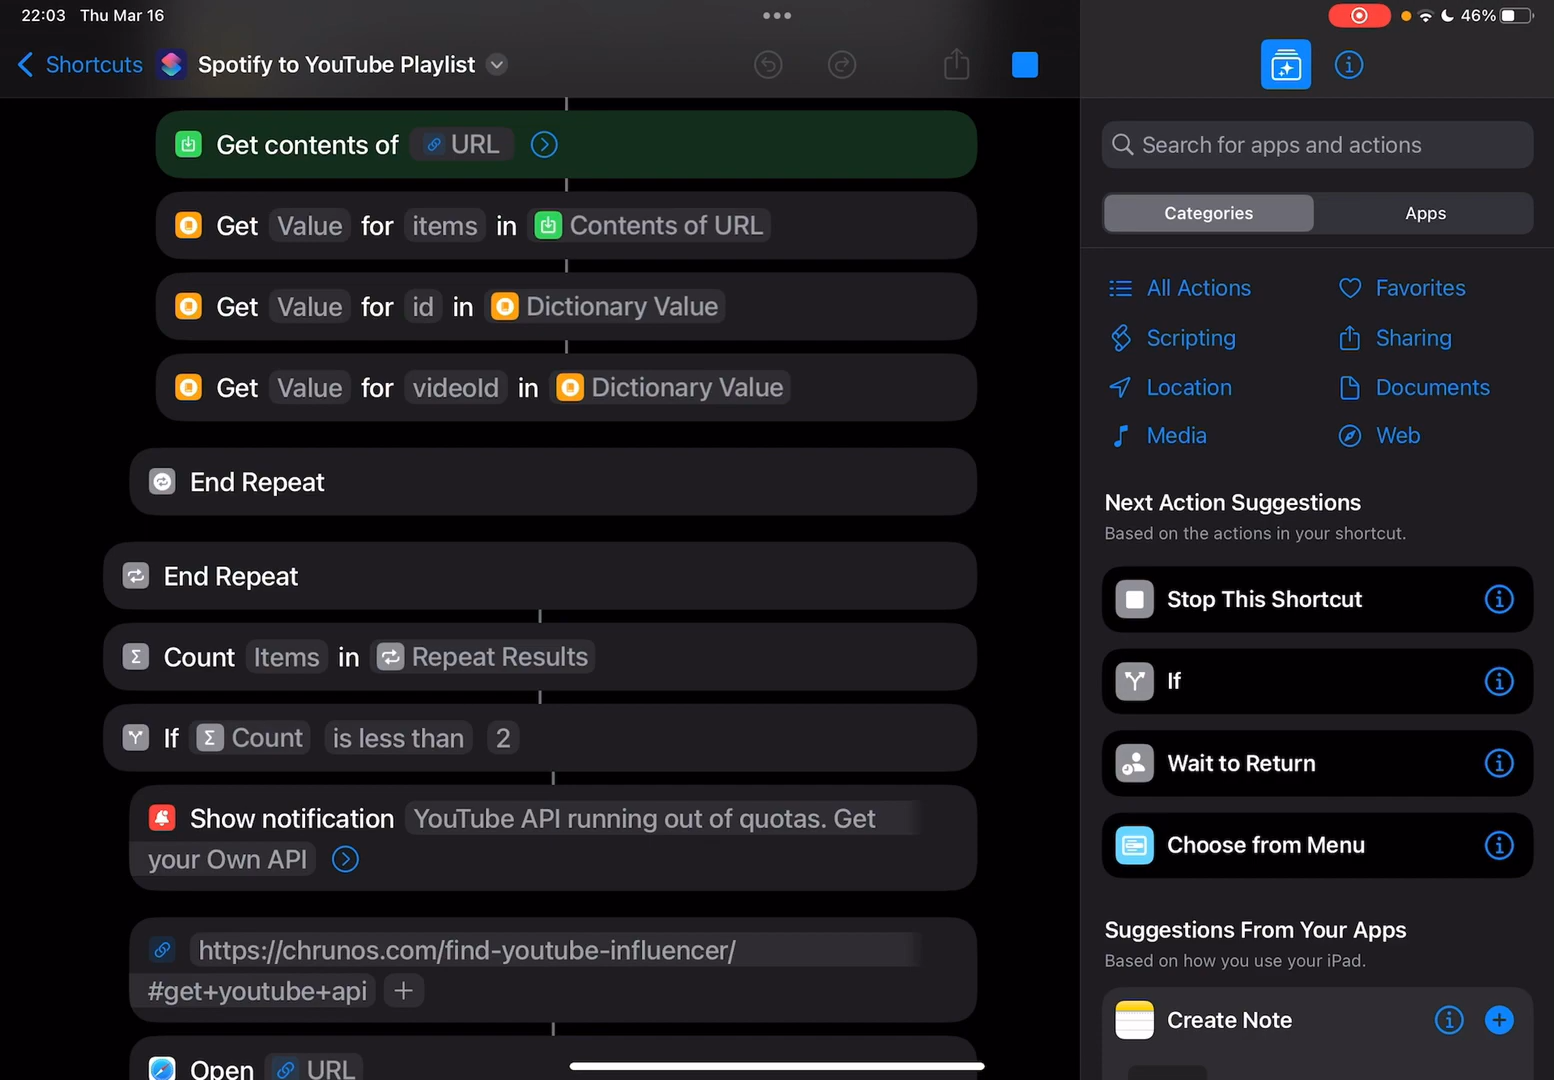 22:03 Thu Mar 16
46%
Shortcuts Spotify to YouTube Playlist
Get contents of URL
Get Value for items in Contents of URL
Get Value for id in Dictionary Value
Get Value for videoId in Dictionary Value
End Repeat
End Repeat
Count Items in Repeat Results
If Count is less than 2
Show notification YouTube API running out of quotas. Get
your Own API
https://chrunos.com/find-youtube-influencer/
#get+youtube+api
Open URL
Search for apps and actions
Categories Apps
All Actions Favorites
Scripting Sharing
Location Documents
Media Web
Next Action Suggestions
Based on the actions in your shortcut.
Stop This Shortcut
If
Wait to Return
Choose from Menu
Suggestions From Your Apps
Based on how you use your iPad.
Create Note